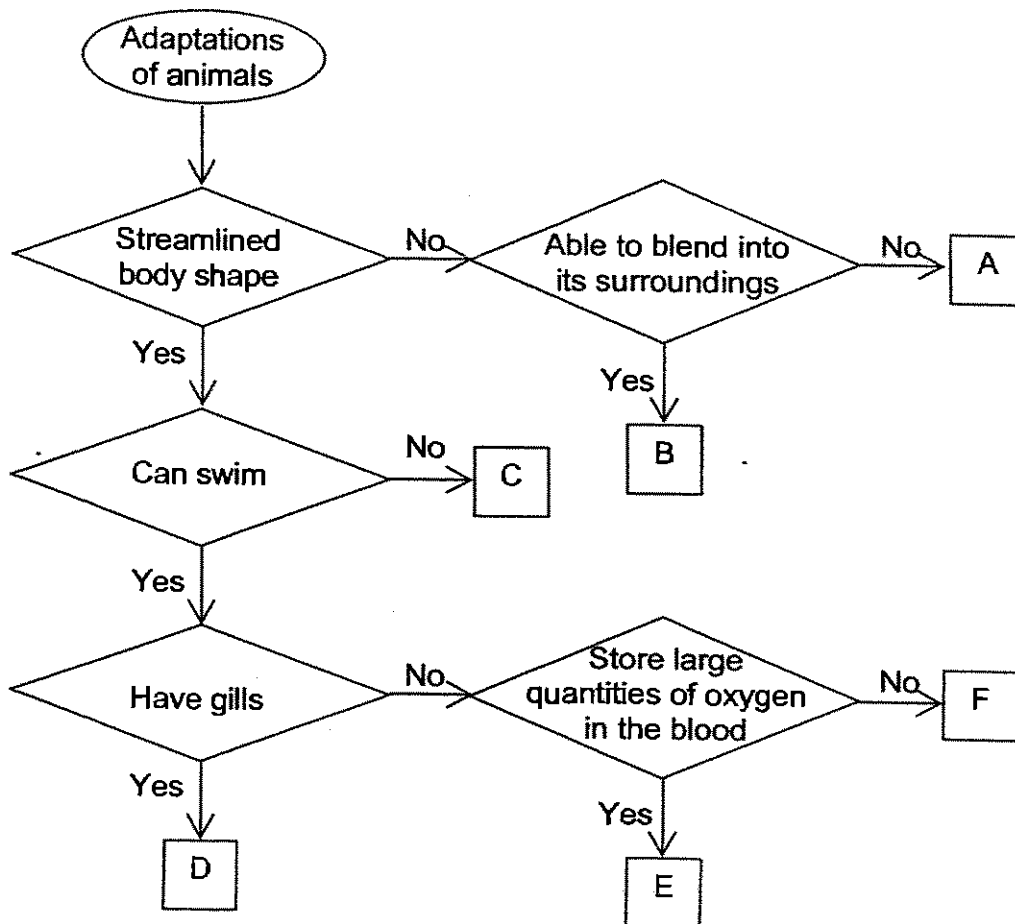 Adaptations
of animals
Streamlined
body shape
No
Able to blend into
its surroundings
No
A
Yes
Yes
B
Can swim
No
C
Yes
Have gills
No
Store large
quantities of oxygen
in the blood
No
F
Yes
D
Yes
E